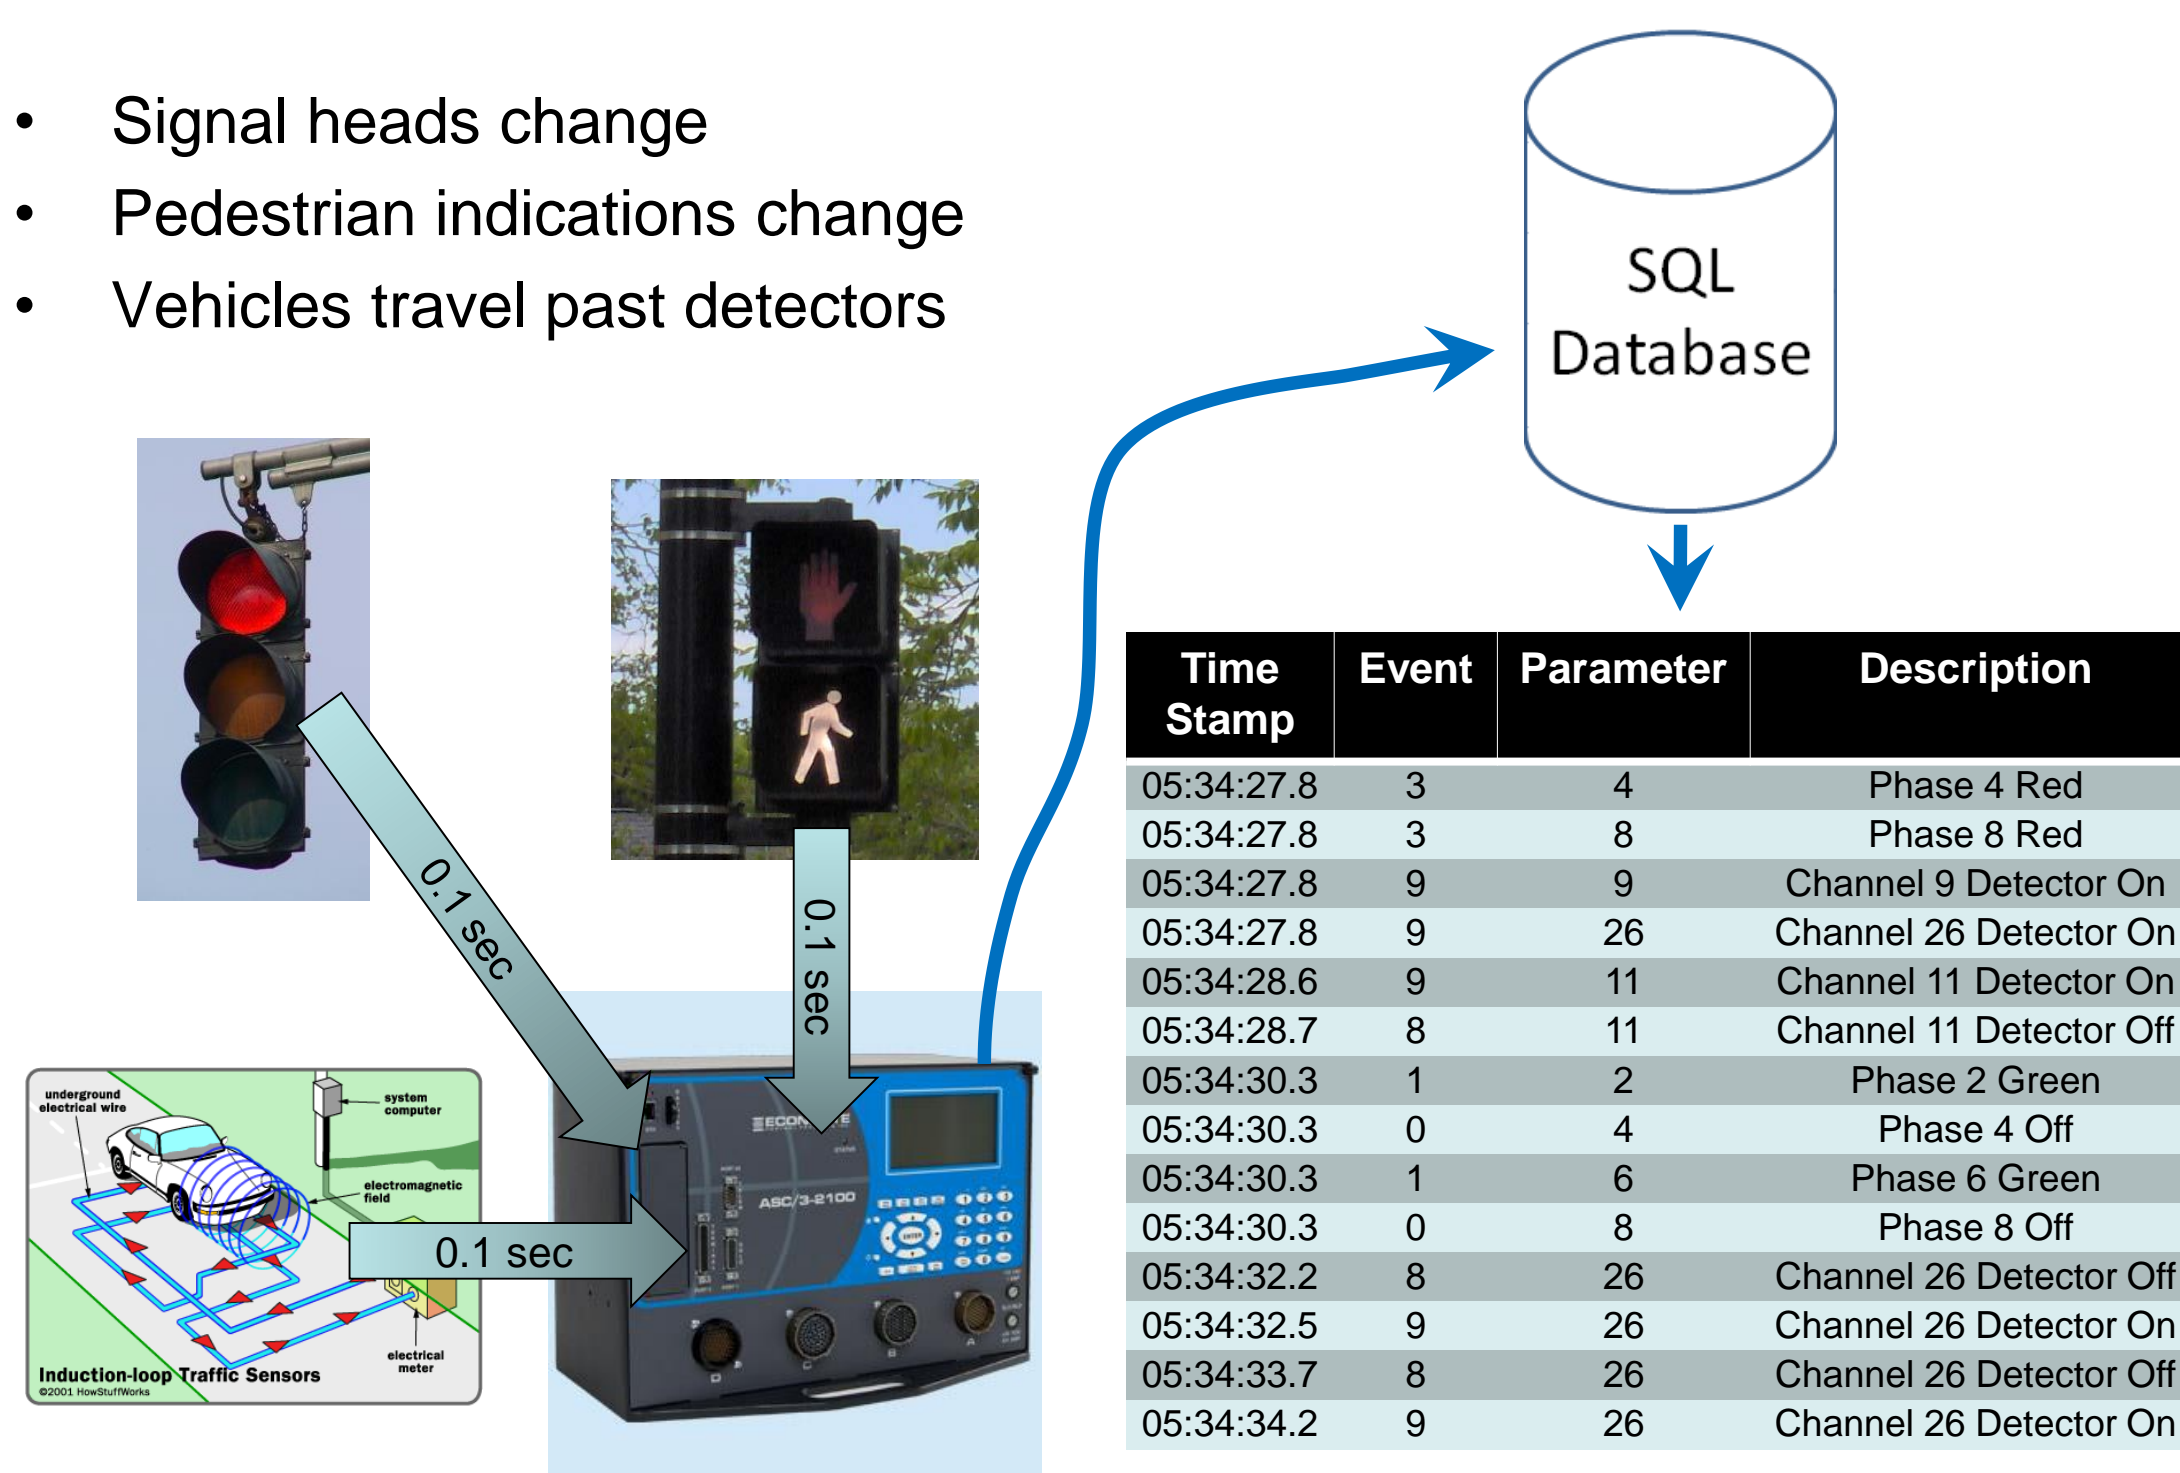 • Signal heads change
• Pedestrian indications change
• Vehicles travel past detectors
SQL
Database
0.1 sec
0.1 sec
0.1 sec
underground
electrical wire
system
computer
electromagnetic
field
electrical
meter
Induction-loop Traffic Sensors
©2001 HowStuffWorks
ASC/3-2100
ENTER
Time Stamp Event Parameter Description
05:34:27.8 3 4 Phase 4 Red
05:34:27.8 3 8 Phase 8 Red
05:34:27.8 9 9 Channel 9 Detector On
05:34:27.8 9 26 Channel 26 Detector On
05:34:28.6 9 11 Channel 11 Detector On
05:34:28.7 8 11 Channel 11 Detector Off
05:34:30.3 1 2 Phase 2 Green
05:34:30.3 0 4 Phase 4 Off
05:34:30.3 1 6 Phase 6 Green
05:34:30.3 0 8 Phase 8 Off
05:34:32.2 8 26 Channel 26 Detector Off
05:34:32.5 9 26 Channel 26 Detector On
05:34:33.7 8 26 Channel 26 Detector Off
05:34:34.2 9 26 Channel 26 Detector On